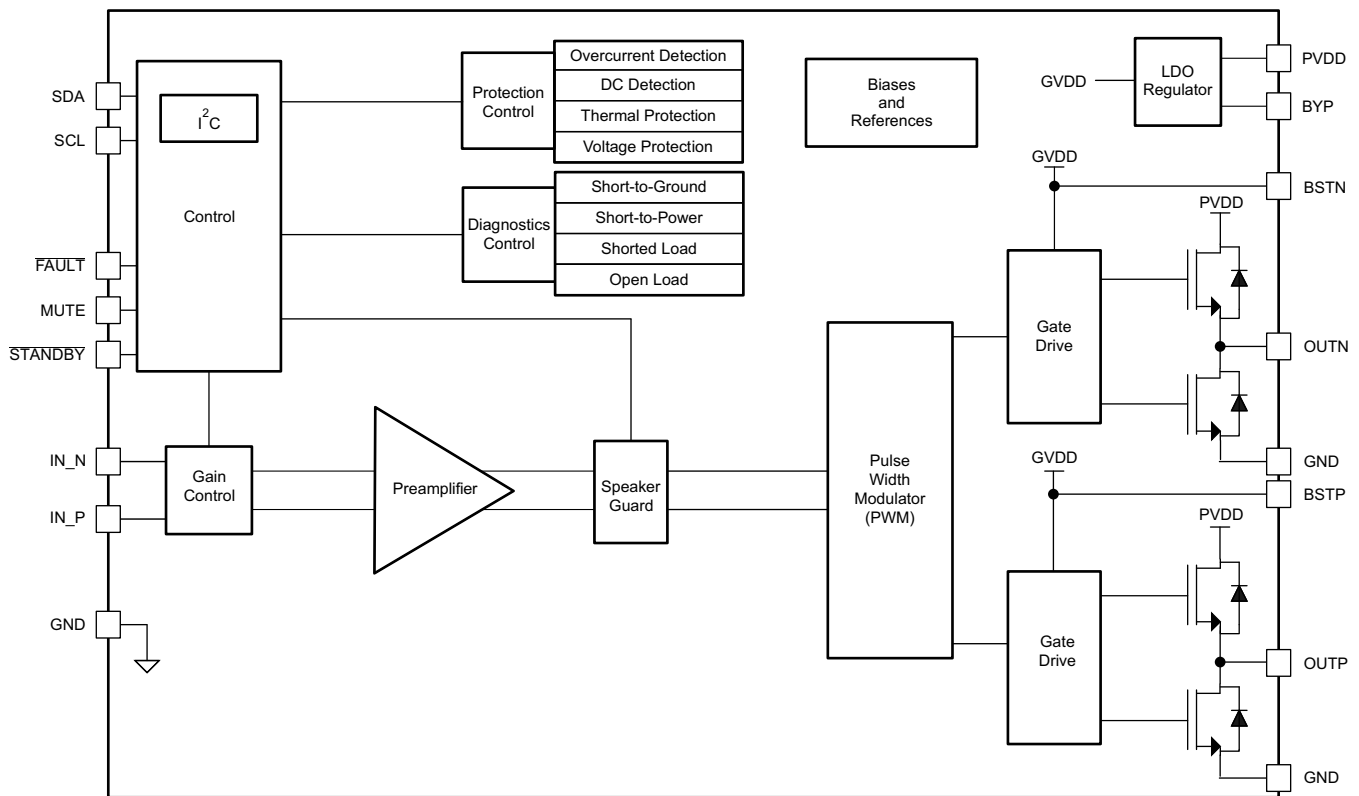 SDA
SCL
FAULT
MUTE
STANDBY
IN_N
IN_P
GND
I²C
Control
Gain
Control
Protection
Control
Overcurrent Detection
DC Detection
Thermal Protection
Voltage Protection
Diagnostics
Control
Short-to-Ground
Short-to-Power
Shorted Load
Open Load
Preamplifier
Speaker
Guard
Biases
and
References
Pulse
Width
Modulator
(PWM)
GVDD
LDO
Regulator
GVDD
PVDD
Gate
Drive
GVDD
PVDD
Gate
Drive
PVDD
BYP
BSTN
OUTN
GND
BSTP
OUTP
GND